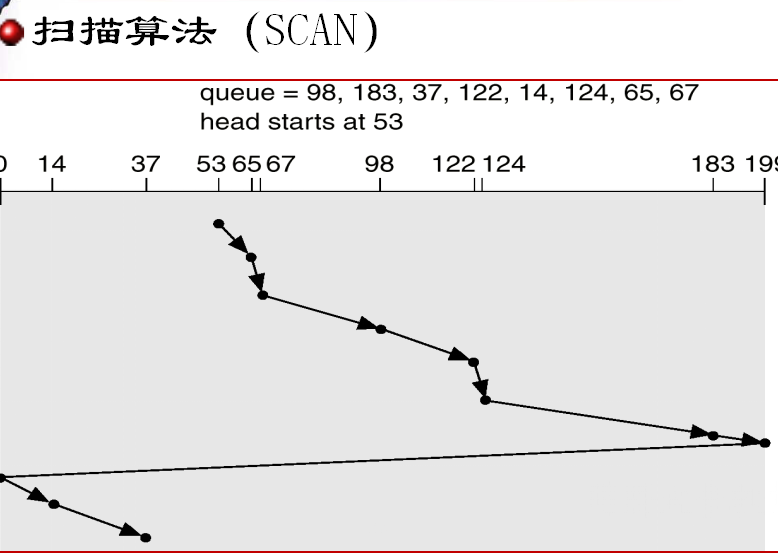 扫描算法 (SCAN)
queue = 98, 183, 37, 122, 14, 124, 65, 67
head starts at 53
0 14 37 53 65 67 98 122 124 183 199